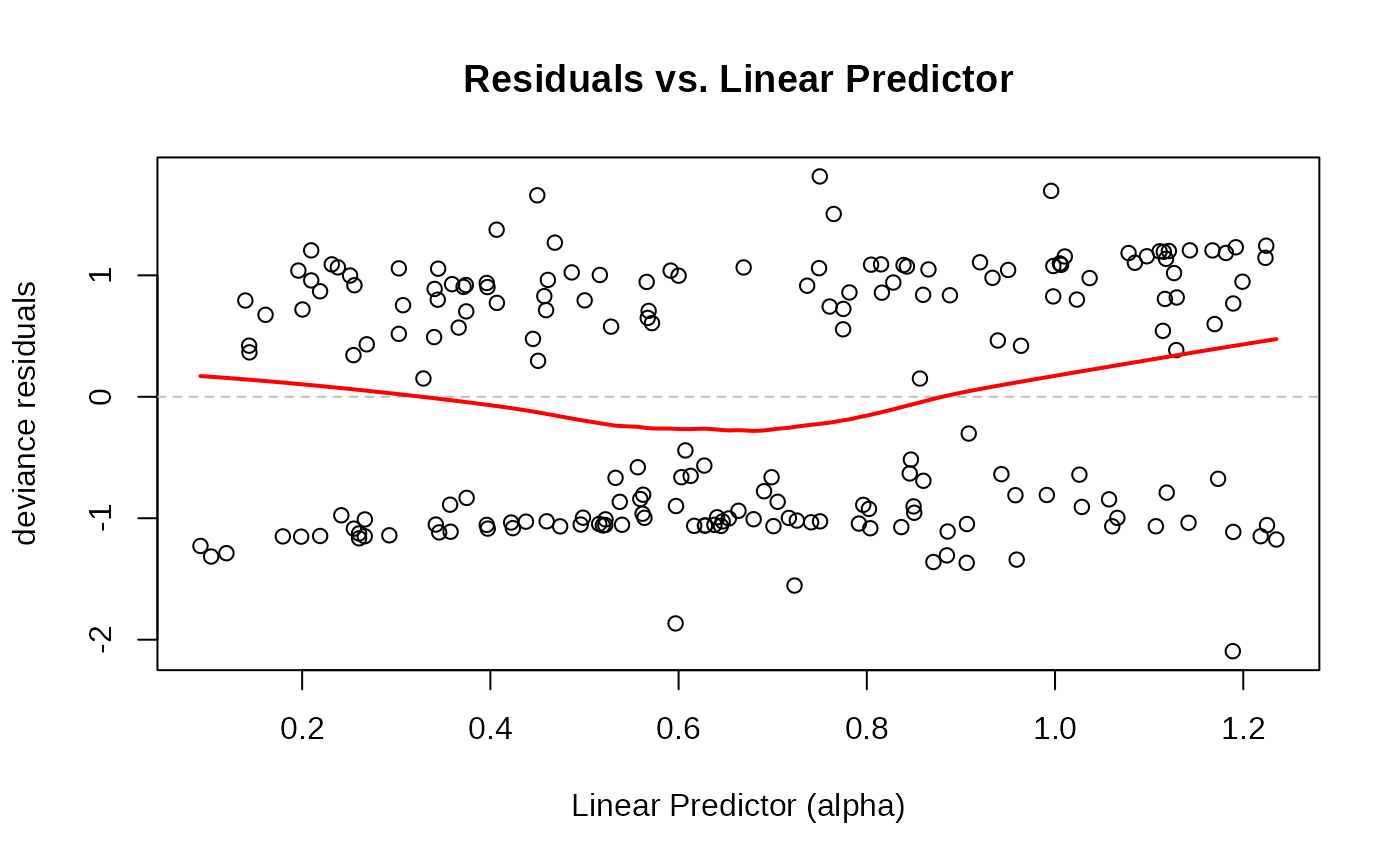 Residuals vs. Linear Predictor
deviance residuals
1
0
-1
-2
0.2 0.4 0.6 0.8 1.0 1.2
Linear Predictor (alpha)